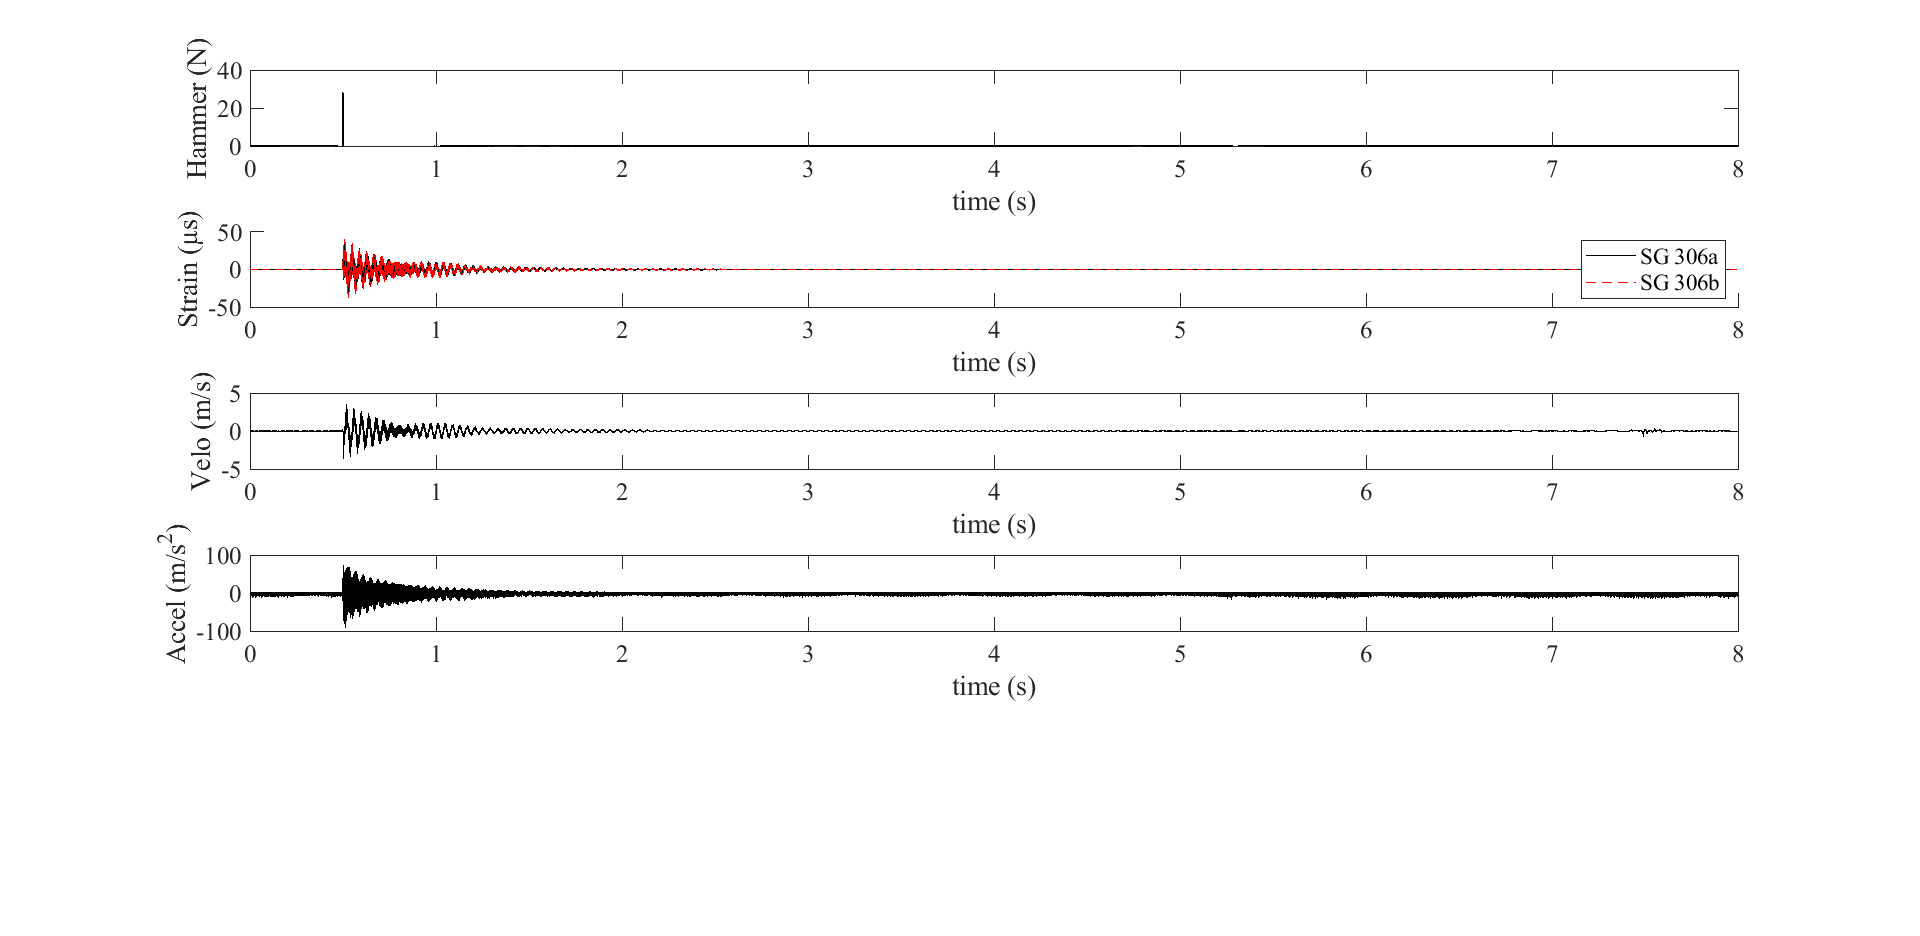 Hammer (N)
40
20
0
0 1 2 3 4 5 6 7 8
time (s)
Strain (μs)
50
0
-50
SG 306a
SG 306b
0 1 2 3 4 5 6 7 8
time (s)
Velo (m/s)
5
0
-5
0 1 2 3 4 5 6 7 8
time (s)
Accel (m/s²)
100
0
-100
0 1 2 3 4 5 6 7 8
time (s)